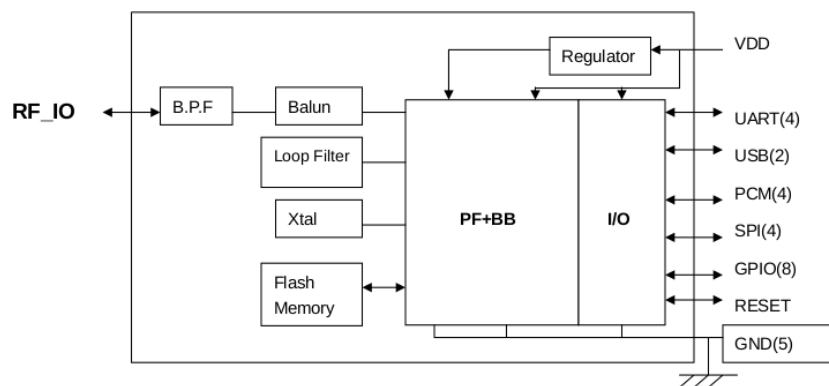 VDD
Regulator
RF_IO
B.P.F
Balun
UART(4)
Loop Filter
USB(2)
PCM(4)
Xtal
PF+BB
I/O
SPI(4)
GPIO(8)
Flash
Memory
RESET
GND(5)